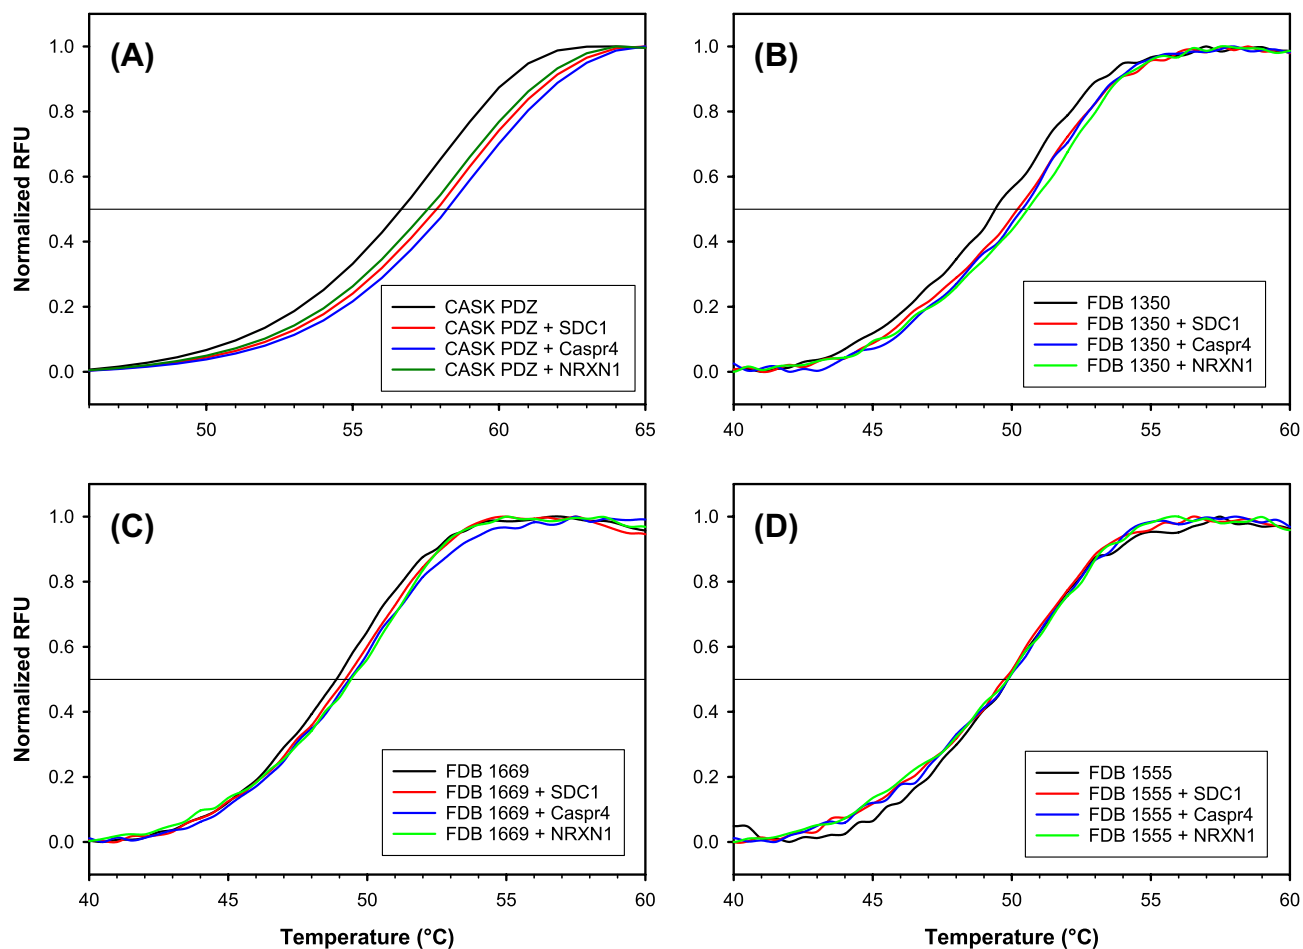 (A)
Normalized RFU
1.0
0.8
0.6
0.4
0.2
0.0
50
55
60
65
CASK PDZ
CASK PDZ + SDC1
CASK PDZ + Caspr4
CASK PDZ + NRXN1
(B)
1.0
0.8
0.6
0.4
0.2
0.0
40
45
50
55
60
FDB 1350
FDB 1350 + SDC1
FDB 1350 + Caspr4
FDB 1350 + NRXN1
(C)
Normalized RFU
1.0
0.8
0.6
0.4
0.2
0.0
40
45
50
55
60
Temperature (°C)
FDB 1669
FDB 1669 + SDC1
FDB 1669 + Caspr4
FDB 1669 + NRXN1
(D)
1.0
0.8
0.6
0.4
0.2
0.0
40
45
50
55
60
Temperature (°C)
FDB 1555
FDB 1555 + SDC1
FDB 1555 + Caspr4
FDB 1555 + NRXN1